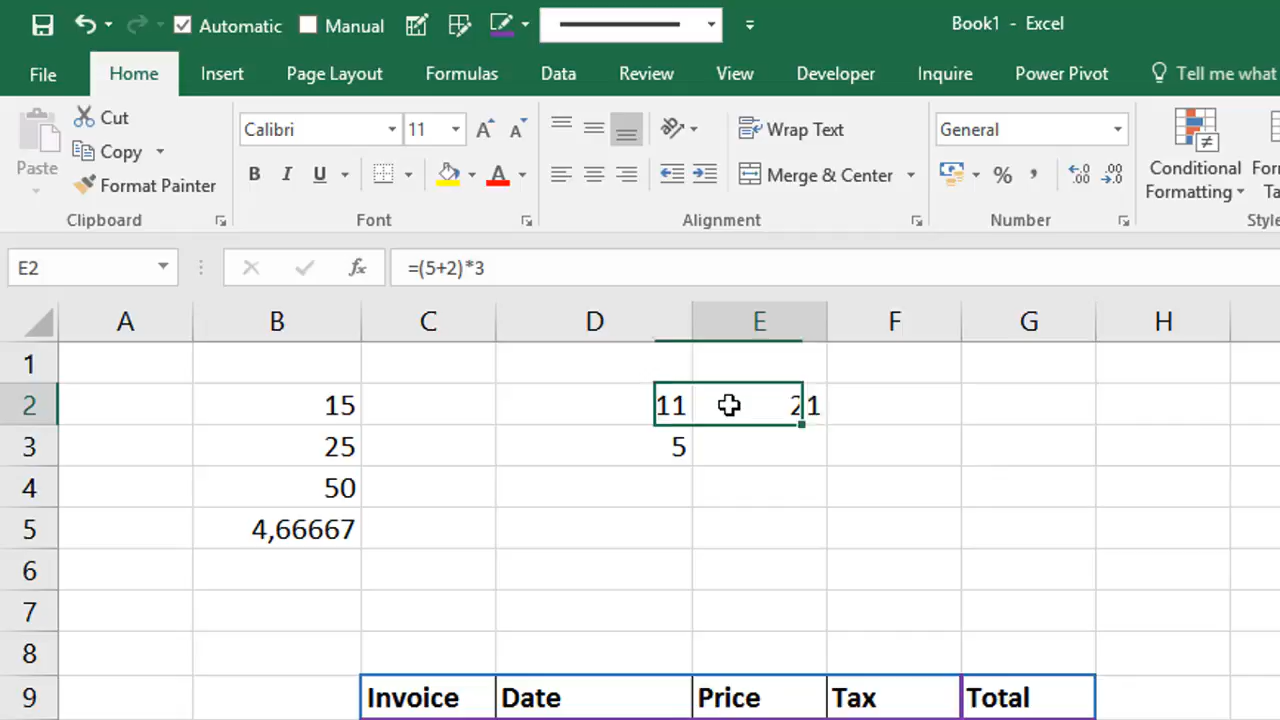 Automatic Manual Book1 - Excel
File Home Insert Page Layout Formulas Data Review View Developer Inquire Power Pivot Tell me what
Paste Cut Copy Format Painter
Calibri 11 B I U A
Wrap Text Merge & Center
General % ,
Conditional Formatting
Clipboard Font Alignment Number
E2 fx =(5+2)*3
A B C D E F G H
1
2 15 11 21
3 25 5
4 50
5 4,66667
6
7
8
9 Invoice Date Price Tax Total